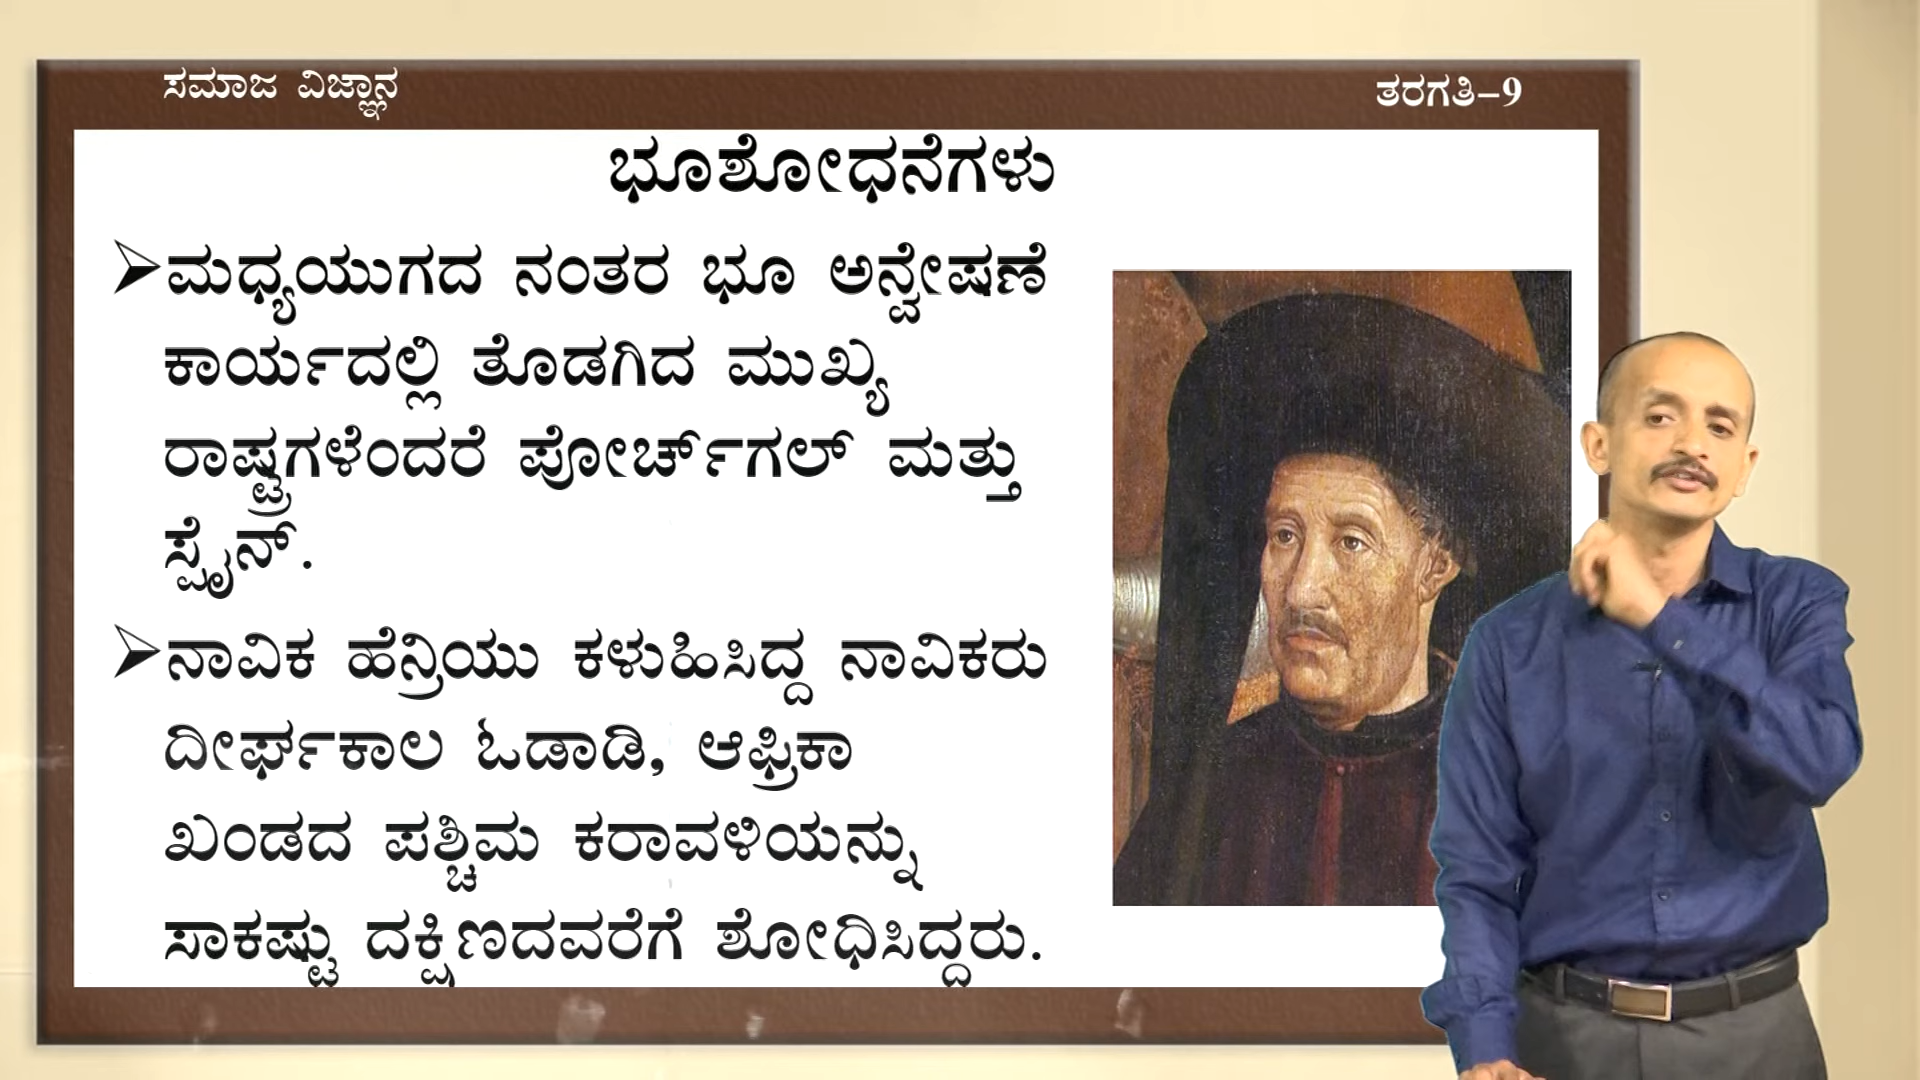 ಸಮಾಜ ವಿಜ್ಞಾನ
ತರಗತಿ–9
ಭೂಶೋಧನೆಗಳು
➢ಮಧ್ಯಯುಗದ ನಂತರ ಭೂ ಅನ್ವೇಷಣೆ
ಕಾರ್ಯದಲ್ಲಿ ತೊಡಗಿದ ಮುಖ್ಯ
ರಾಷ್ಟ್ರಗಳೆಂದರೆ ಪೋರ್ಚ್‌ಗಲ್ ಮತ್ತು
ಸ್ಪೈನ್.
➢ನಾವಿಕ ಹೆನ್ರಿಯು ಕಳುಹಿಸಿದ್ದ ನಾವಿಕರು
ದೀರ್ಘಕಾಲ ಓಡಾಡಿ, ಆಫ್ರಿಕಾ
ಖಂಡದ ಪಶ್ಚಿಮ ಕರಾವಳಿಯನ್ನು
ಸಾಕಷ್ಟು ದಕ್ಷಿಣದವರೆಗೆ ಶೋಧಿಸಿದ್ದರು.